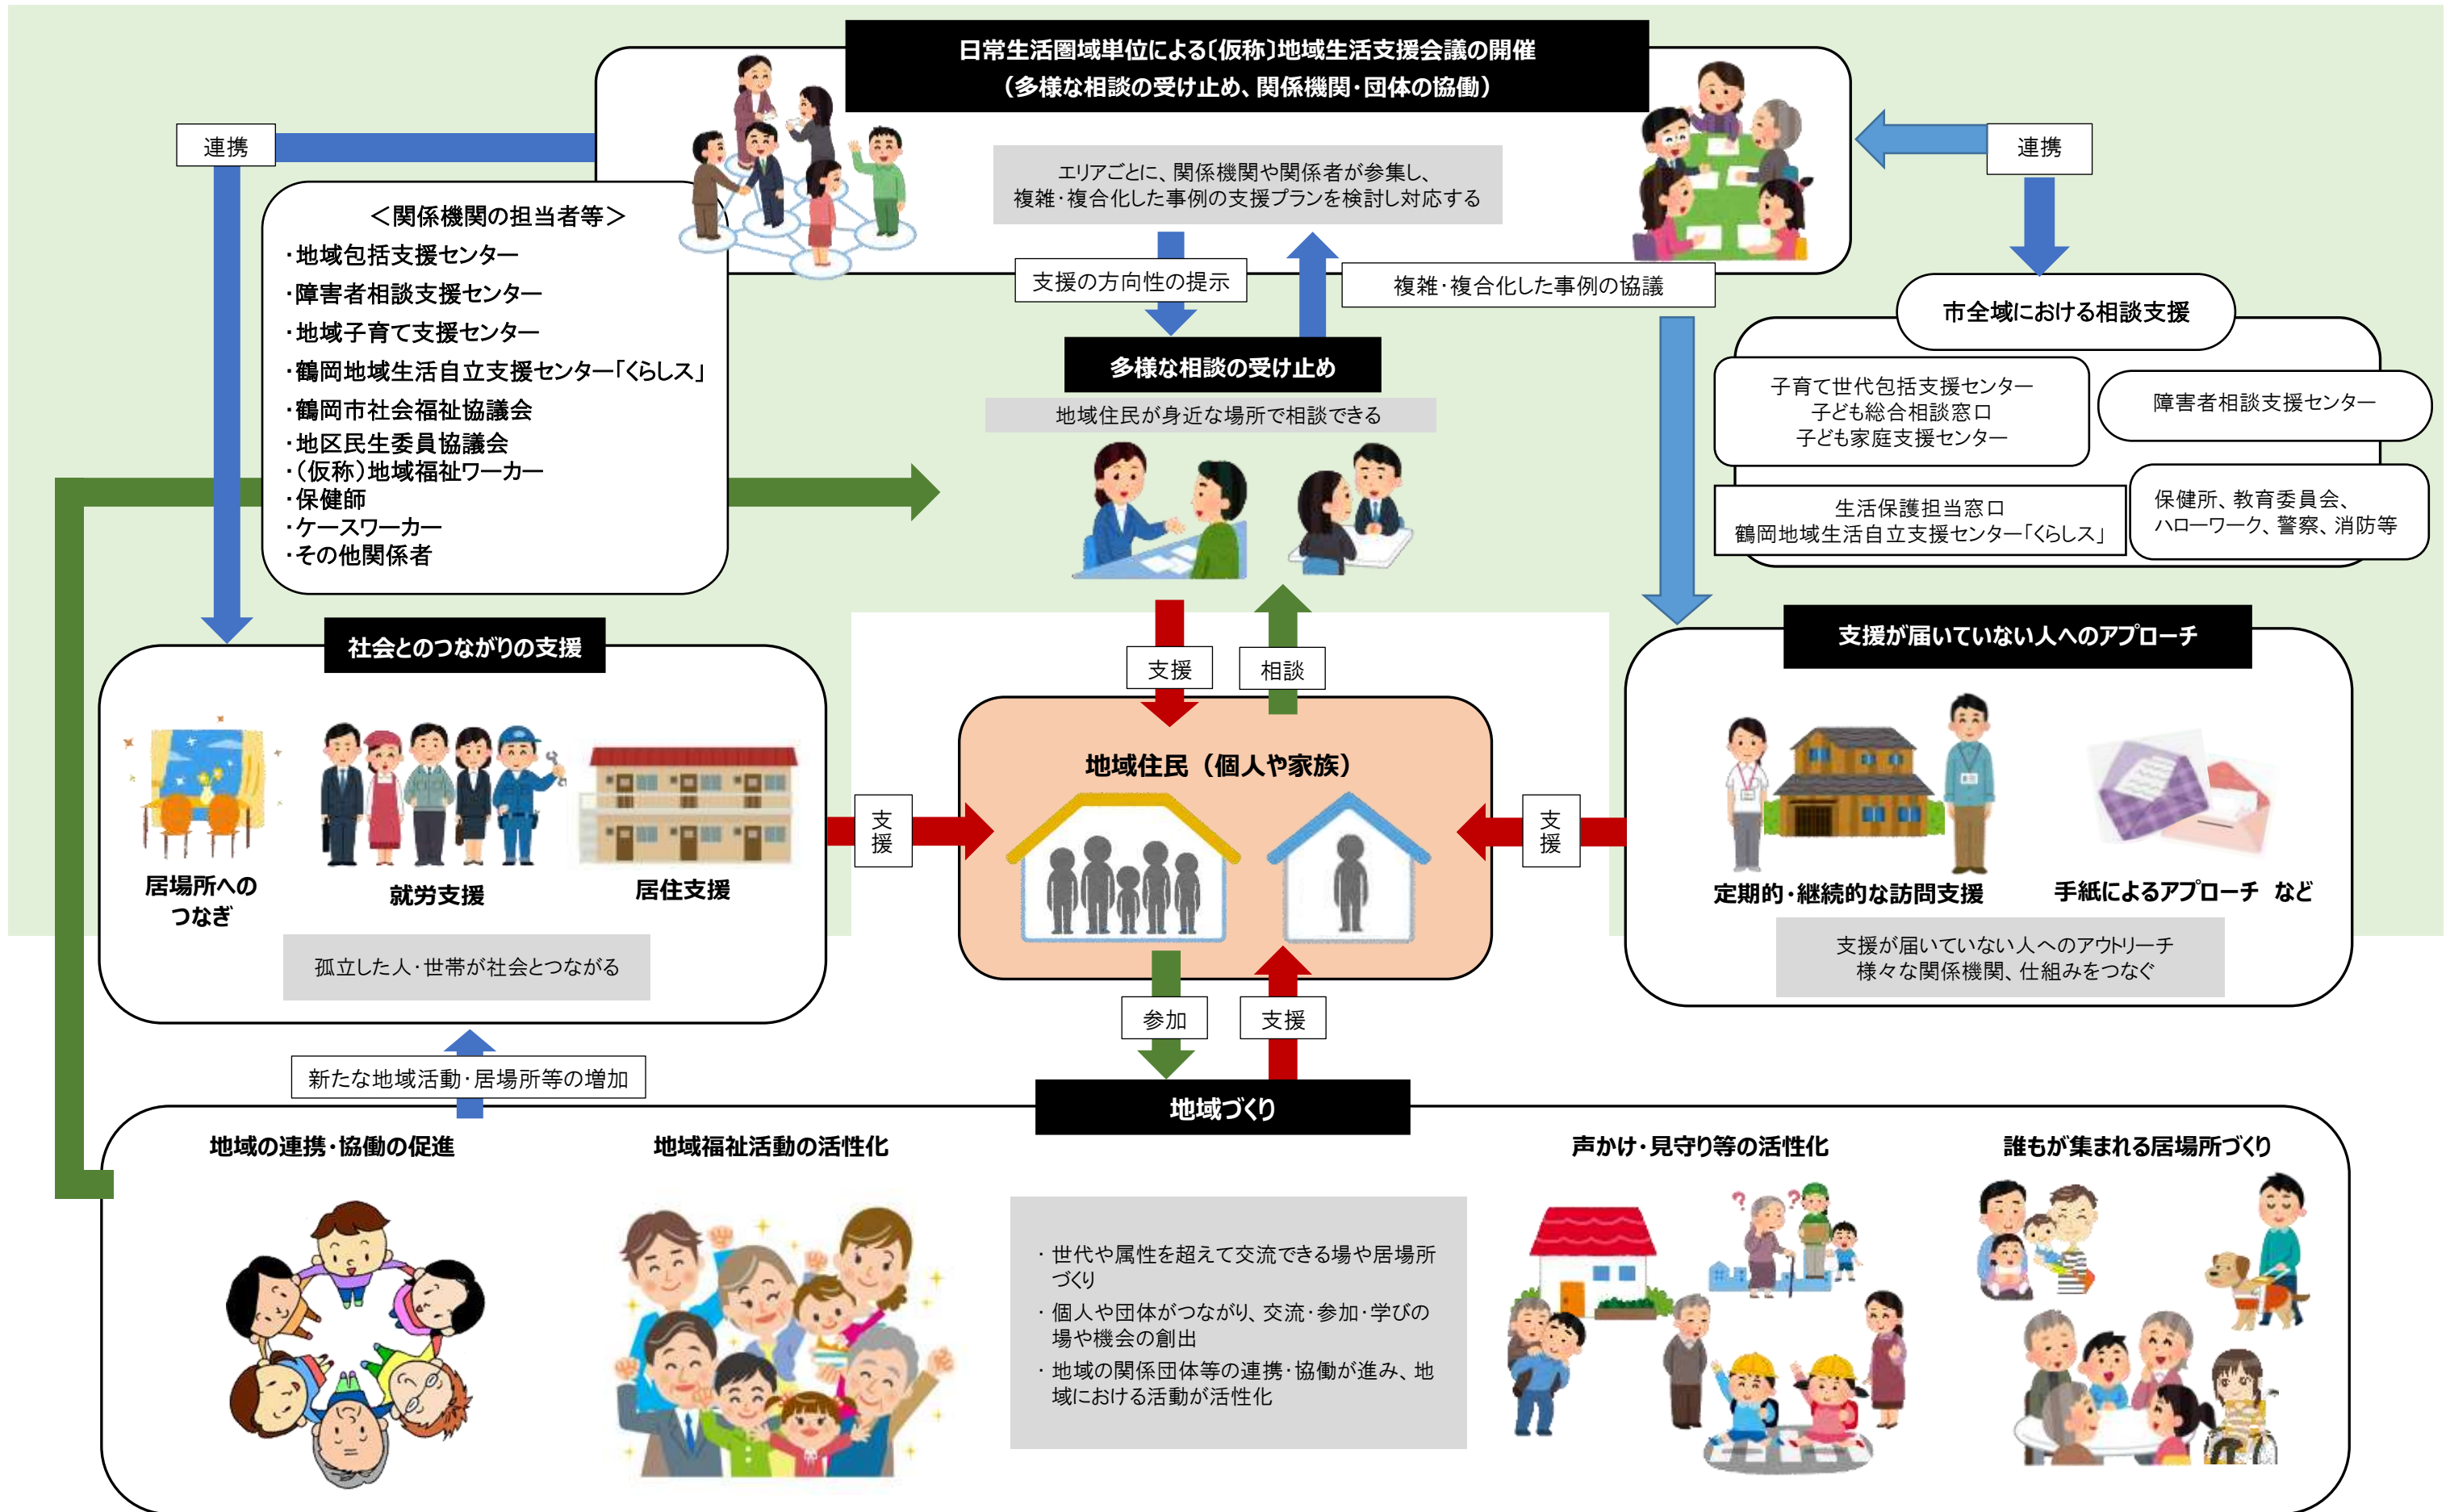 日常生活圏域単位による〔仮称〕地域生活支援会議の開催
（多様な相談の受け止め、関係機関・団体の協働）
連携
連携
エリアごとに、関係機関や関係者が参集し、
複雑・複合化した事例の支援プランを検討し対応する
＜関係機関の担当者等＞
・地域包括支援センター
・障害者相談支援センター
・地域子育て支援センター
・鶴岡地域生活自立支援センター「くらしス」
・鶴岡市社会福祉協議会
・地区民生委員協議会
・（仮称）地域福祉ワーカー
・保健師
・ケースワーカー
・その他関係者
支援の方向性の提示
複雑・複合化した事例の協議
多様な相談の受け止め
地域住民が身近な場所で相談できる
市全域における相談支援
子育て世代包括支援センター
子ども総合相談窓口
子ども家庭支援センター
障害者相談支援センター
生活保護担当窓口
鶴岡地域生活自立支援センター「くらしス」
保健所、教育委員会、
ハローワーク、警察、消防等
社会とのつながりの支援
居場所への
つなぎ
就労支援
居住支援
孤立した人・世帯が社会とつながる
支援
相談
地域住民（個人や家族）
支援
支援
支援が届いていない人へのアプローチ
定期的・継続的な訪問支援
手紙によるアプローチ など
支援が届いていない人へのアウトリーチ
様々な関係機関、仕組みをつなぐ
参加
支援
新たな地域活動・居場所等の増加
地域づくり
地域の連携・協働の促進
地域福祉活動の活性化
・世代や属性を超えて交流できる場や居場所
づくり
・個人や団体がつながり、交流・参加・学びの
場や機会の創出
・地域の関係団体等の連携・協働が進み、地
域における活動が活性化
声かけ・見守り等の活性化
誰もが集まれる居場所づくり